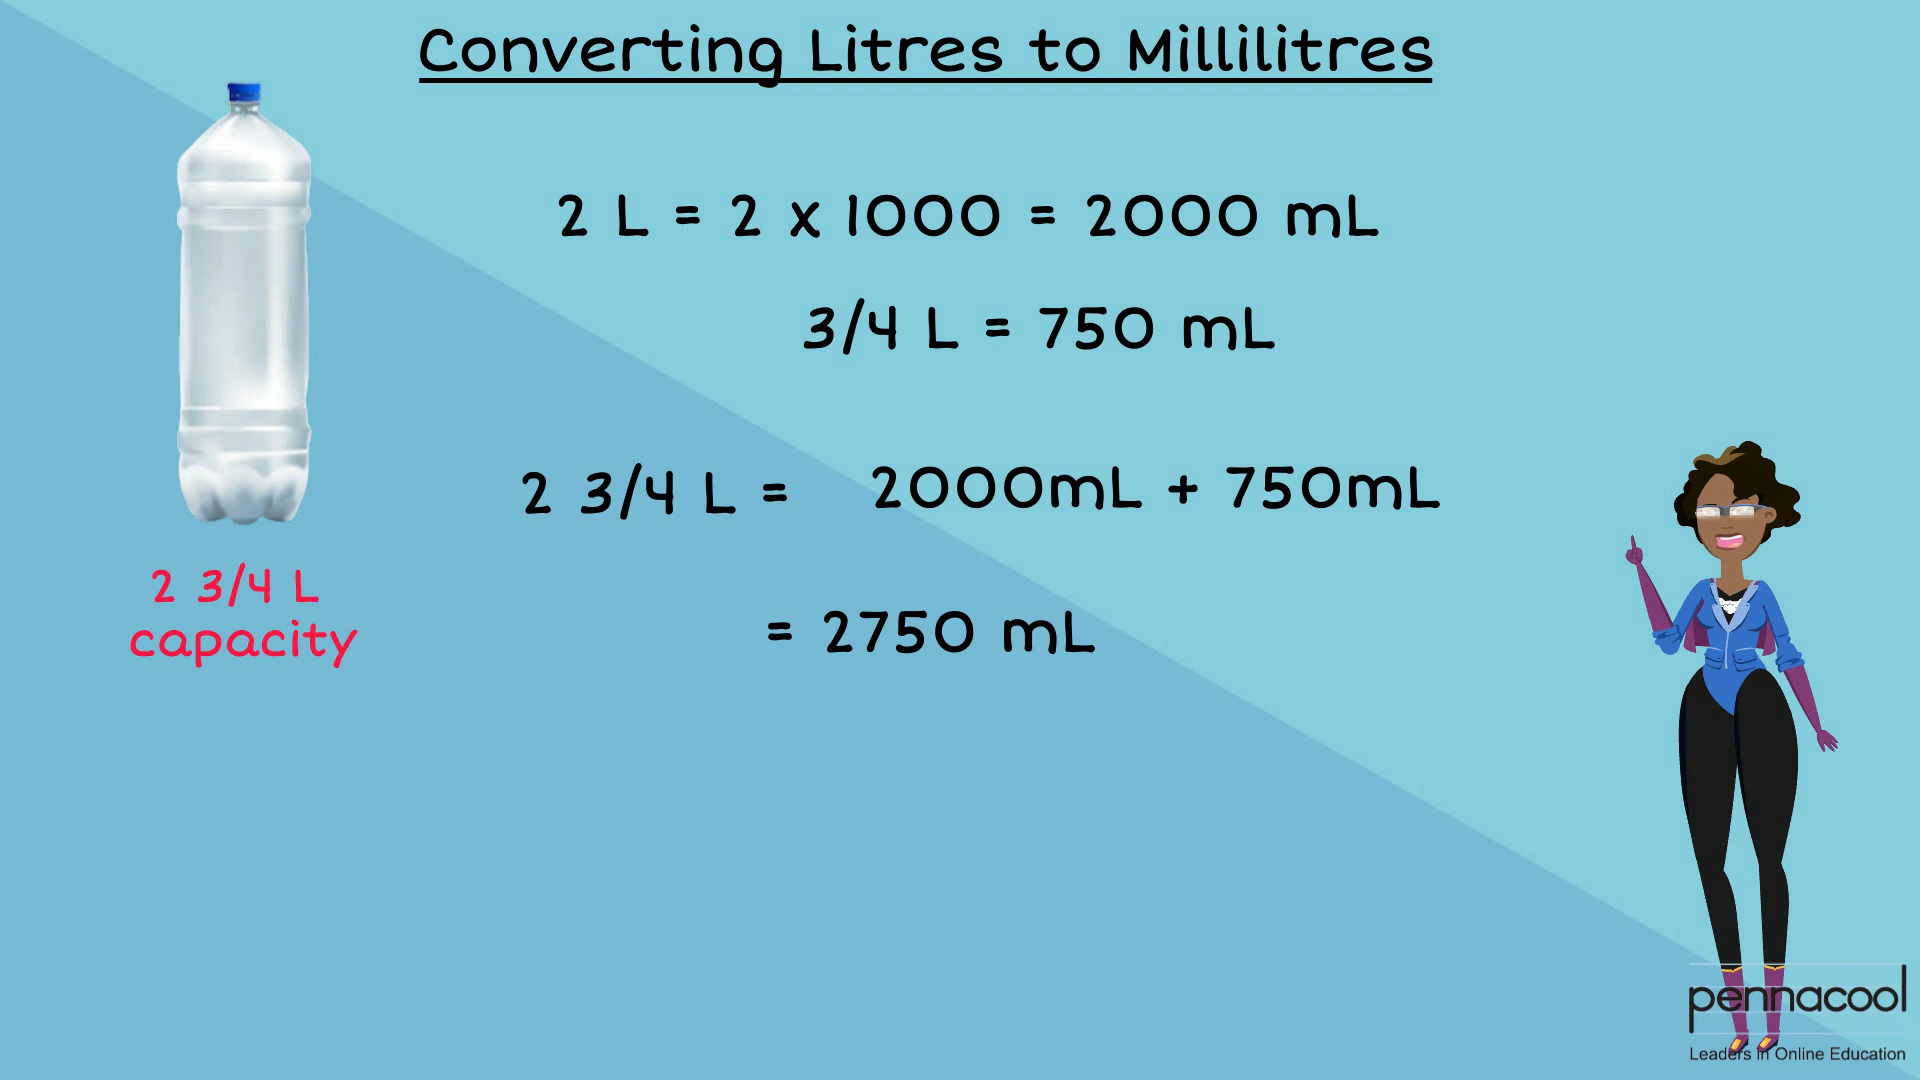 Converting Litres to Millilitres
2 L = 2 x 1000 = 2000 mL
3/4 L = 750 mL
2 3/4 L = 2000mL + 750mL
= 2750 mL
2 3/4 L
capacity
pennacool
Leaders in Online Education